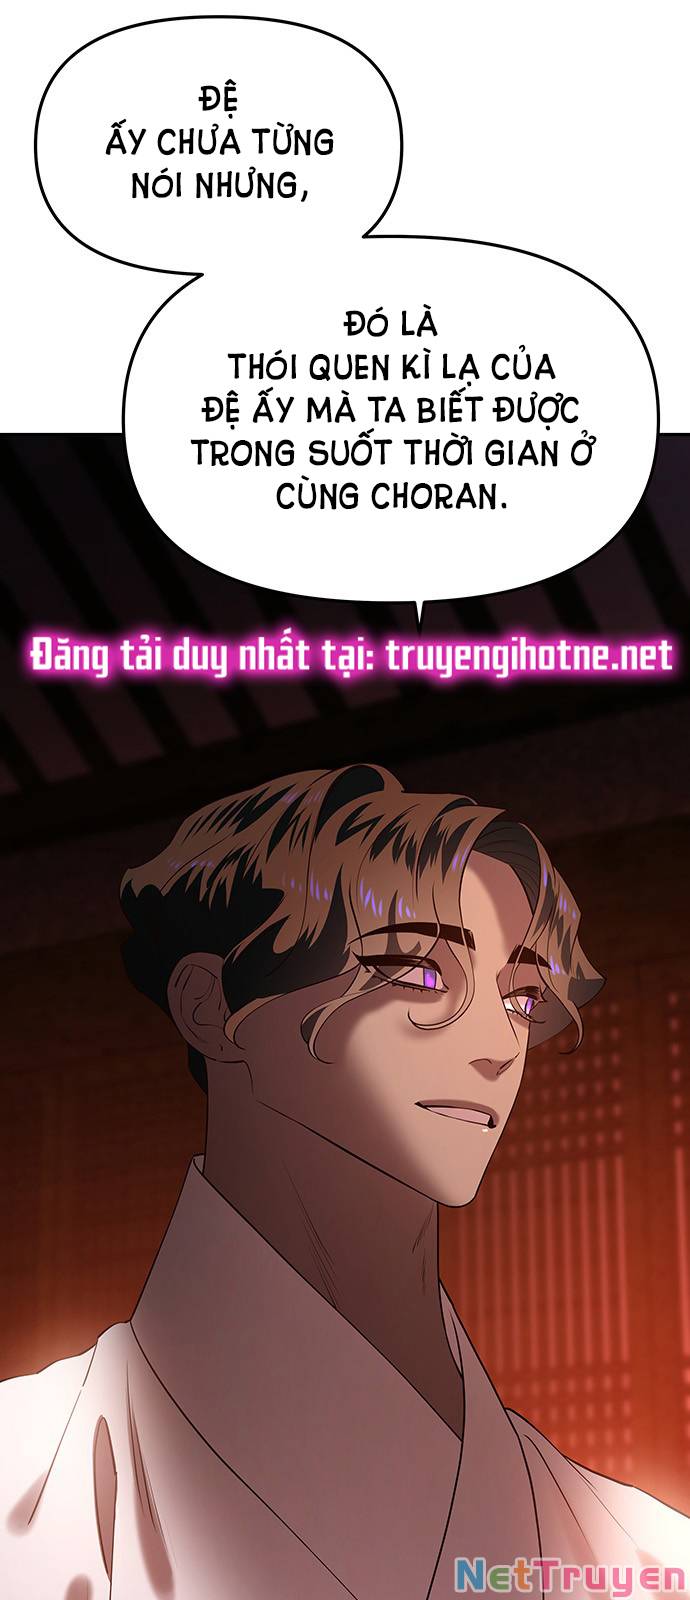 ĐỆ
ẤY CHƯA TỪNG
NÓI NHƯNG,
ĐÓ LÀ
THÓI QUEN KÌ LẠ CỦA
ĐỆ ẤY MÀ TA BIẾT ĐƯỢC
TRONG SUỐT THỜI GIAN Ở
CÙNG CHORAN.
Đăng tải duy nhất tại: truyengihotne.net
NetTruyen